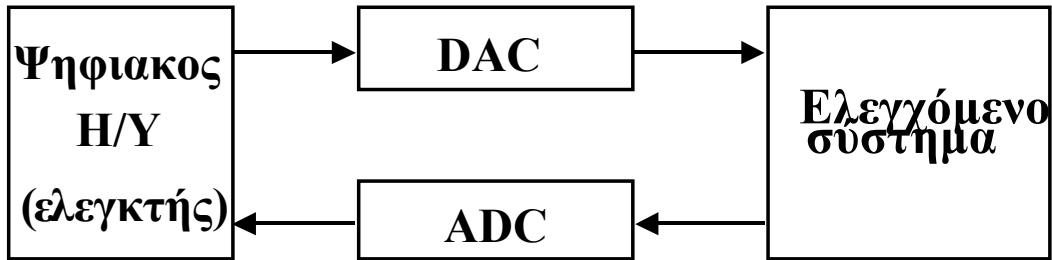 Ψηφιακος
Η/Υ
(ελεγκτής)
DAC
ADC
Ελεγχόμενο
σύστημα